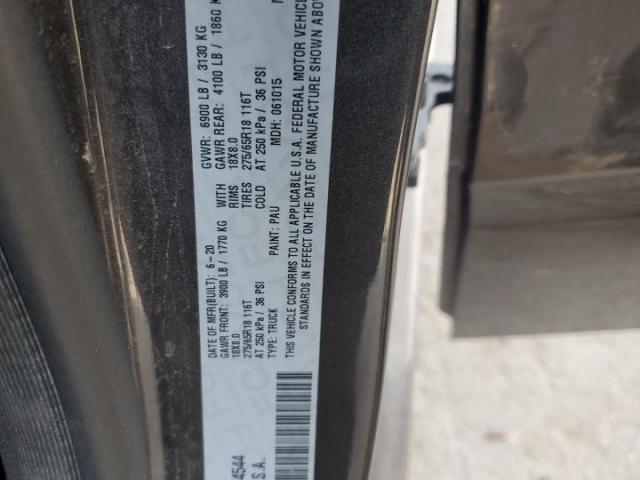 DATE OF MFR(BUILT): 6-20 GVWR: 6900 LB / 3130 KG
GAWR FRONT: 3900 LB / 1770 KG WITH GAWR REAR: 4100 LB / 1860 K
18X8.0 RIMS 18X8.0
275/65R18 116T TIRES 275/65R18 116T
AT 250 kPa / 36 PSI COLD AT 250 kPa / 36 PSI
TYPE: TRUCK PAINT: PAU MDH: 061015
THIS VEHICLE CONFORMS TO ALL APPLICABLE U.S.A. FEDERAL MOTOR VEHIC
STANDARDS IN EFFECT ON THE DATE OF MANUFACTURE SHOWN ABOV
4544
S.A.